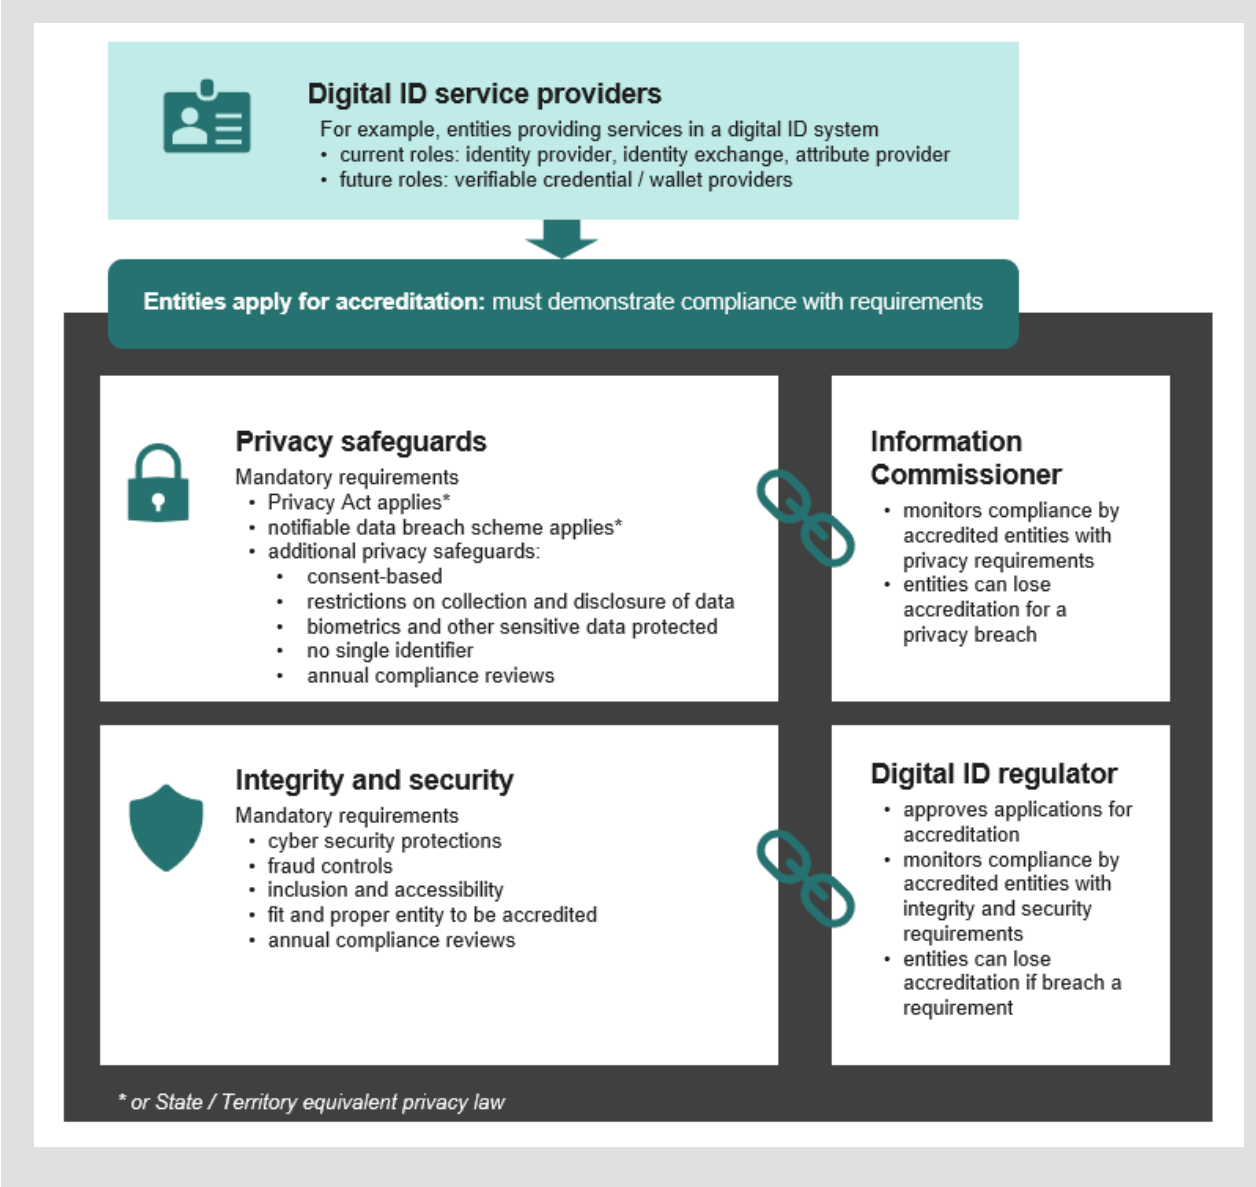 Digital ID service providers
For example, entities providing services in a digital ID system
• current roles: identity provider, identity exchange, attribute provider
• future roles: verifiable credential / wallet providers
Entities apply for accreditation: must demonstrate compliance with requirements
Privacy safeguards
Mandatory requirements
• Privacy Act applies*
• notifiable data breach scheme applies*
• additional privacy safeguards:
• consent-based
• restrictions on collection and disclosure of data
• biometrics and other sensitive data protected
• no single identifier
• annual compliance reviews
Information
Commissioner
• monitors compliance by
accredited entities with
privacy requirements
• entities can lose
accreditation for a
privacy breach
Integrity and security
Mandatory requirements
• cyber security protections
• fraud controls
• inclusion and accessibility
• fit and proper entity to be accredited
• annual compliance reviews
Digital ID regulator
• approves applications for
accreditation
• monitors compliance by
accredited entities with
integrity and security
requirements
• entities can lose
accreditation if breach a
requirement
* or State / Territory equivalent privacy law